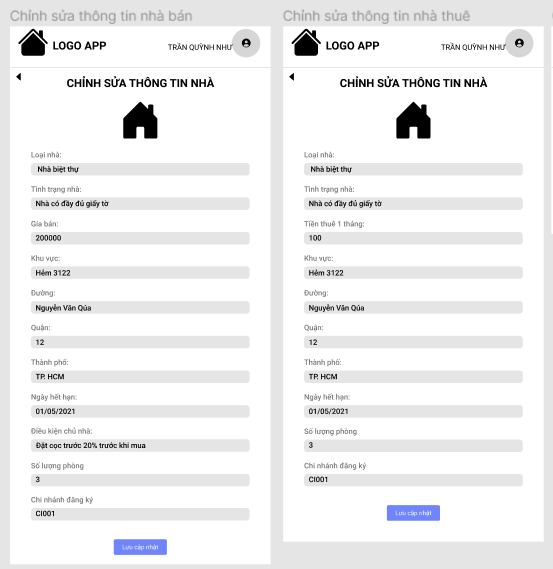 Chỉnh sửa thông tin nhà bán
LOGO APP
TRẦN QUỲNH NHƯ
CHỈNH SỬA THÔNG TIN NHÀ
Loại nhà:
Nhà biệt thự
Tình trạng nhà:
Nhà có đầy đủ giấy tờ
Gía bán:
200000
Khu vực:
Hẻm 3122
Đường:
Nguyễn Văn Qúa
Quận:
12
Thành phố:
TP. HCM
Ngày hết hạn:
01/05/2021
Điều kiện chủ nhà:
Đặt cọc trước 20% trước khi mua
Số lượng phòng
3
Chi nhánh đăng ký
CI001
Lưu cập nhật
Chỉnh sửa thông tin nhà thuê
LOGO APP
TRẦN QUỲNH NHƯ
CHỈNH SỬA THÔNG TIN NHÀ
Loại nhà:
Nhà biệt thự
Tình trạng nhà:
Nhà có đầy đủ giấy tờ
Tiền thuê 1 tháng:
100
Khu vực:
Hẻm 3122
Đường:
Nguyễn Văn Qúa
Quận:
12
Thành phố:
TP. HCM
Ngày hết hạn:
01/05/2021
Số lượng phòng
3
Chi nhánh đăng ký
CI001
Lưu cập nhật